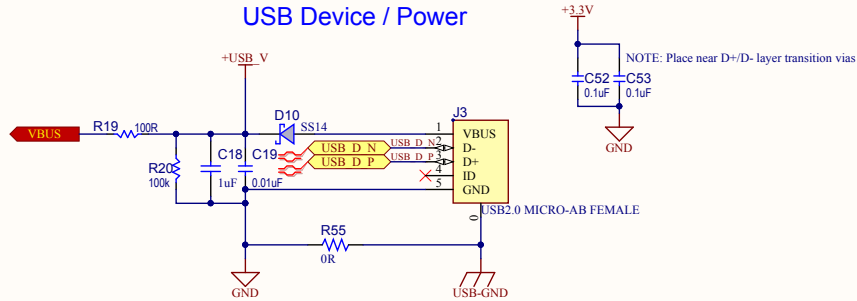 USB Device / Power
+3.3V
NOTE: Place near D+/D- layer transition vias
C52
0.1uF
C53
0.1uF
+USB_V
D10
SS14
J3
VBUS
R19
100R
R20
100k
C18
1uF
C19
0.01uF
USB_D_N
USB_D_P
USB_D_N
USB_D_P
1
2
3
4
5
VBUS
D-
D+
ID
GND
0
USB2.0 MICRO-AB FEMALE
GND
R55
0R
GND
USB-GND